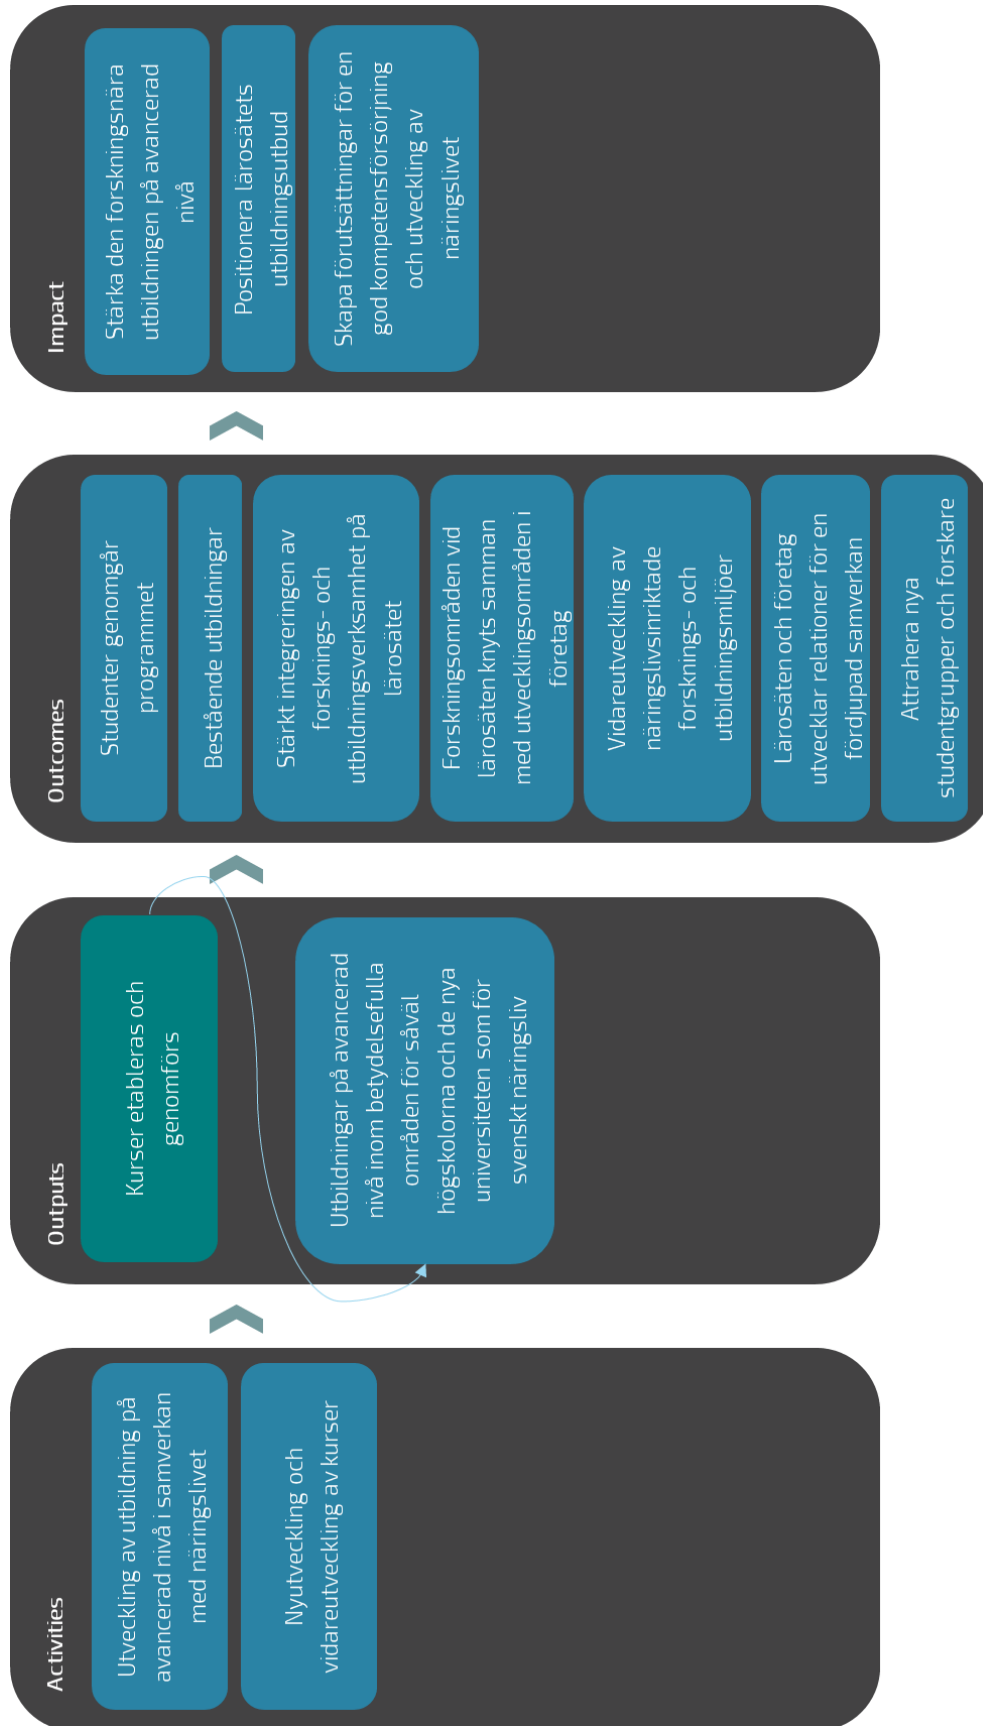 Activities
Utveckling av utbildning på
avancerad nivå i samverkan
med näringslivet
Nyutveckling och
vidareutveckling av kurser
Outputs
Kurser etableras och
genomförs
Utbildningar på avancerad
nivå inom betydelsefulla
områden för såväl
högskolorna och de nya
universiteten som för
svenskt näringsliv
Outcomes
Studenter genomgår
programmet
Bestående utbildningar
Stärkt integreringen av
forsknings- och
utbildningsverksamhet på
lärosätet
Forskningsområden vid
lärosäten knyts samman
med utvecklingsområden i
företag
Vidareutveckling av
näringslivsinriktade
forsknings- och
utbildningsmiljöer
Lärosäten och företag
utvecklar relationer för en
fördjupad samverkan
Attrahera nya
studentgrupper och forskare
Impact
Stärka den forskningsnära
utbildningen på avancerad
nivå
Positionera lärosätets
utbildningsutbud
Skapa förutsättningar för en
god kompetensförsörjning
och utveckling av
näringslivet